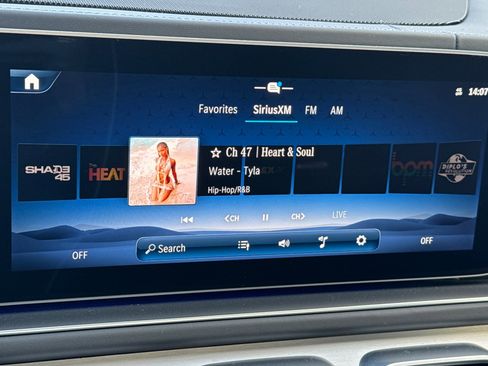 14:07
Favorites SiriusXM FM AM
SHADE 45
The HEAT
☆ Ch 47 | Heart & Soul
Water - Tyla
Hip-Hop/R&B
boom
DIPLO'S REVOLUTION
<CH CH> LIVE
OFF
Search
OFF